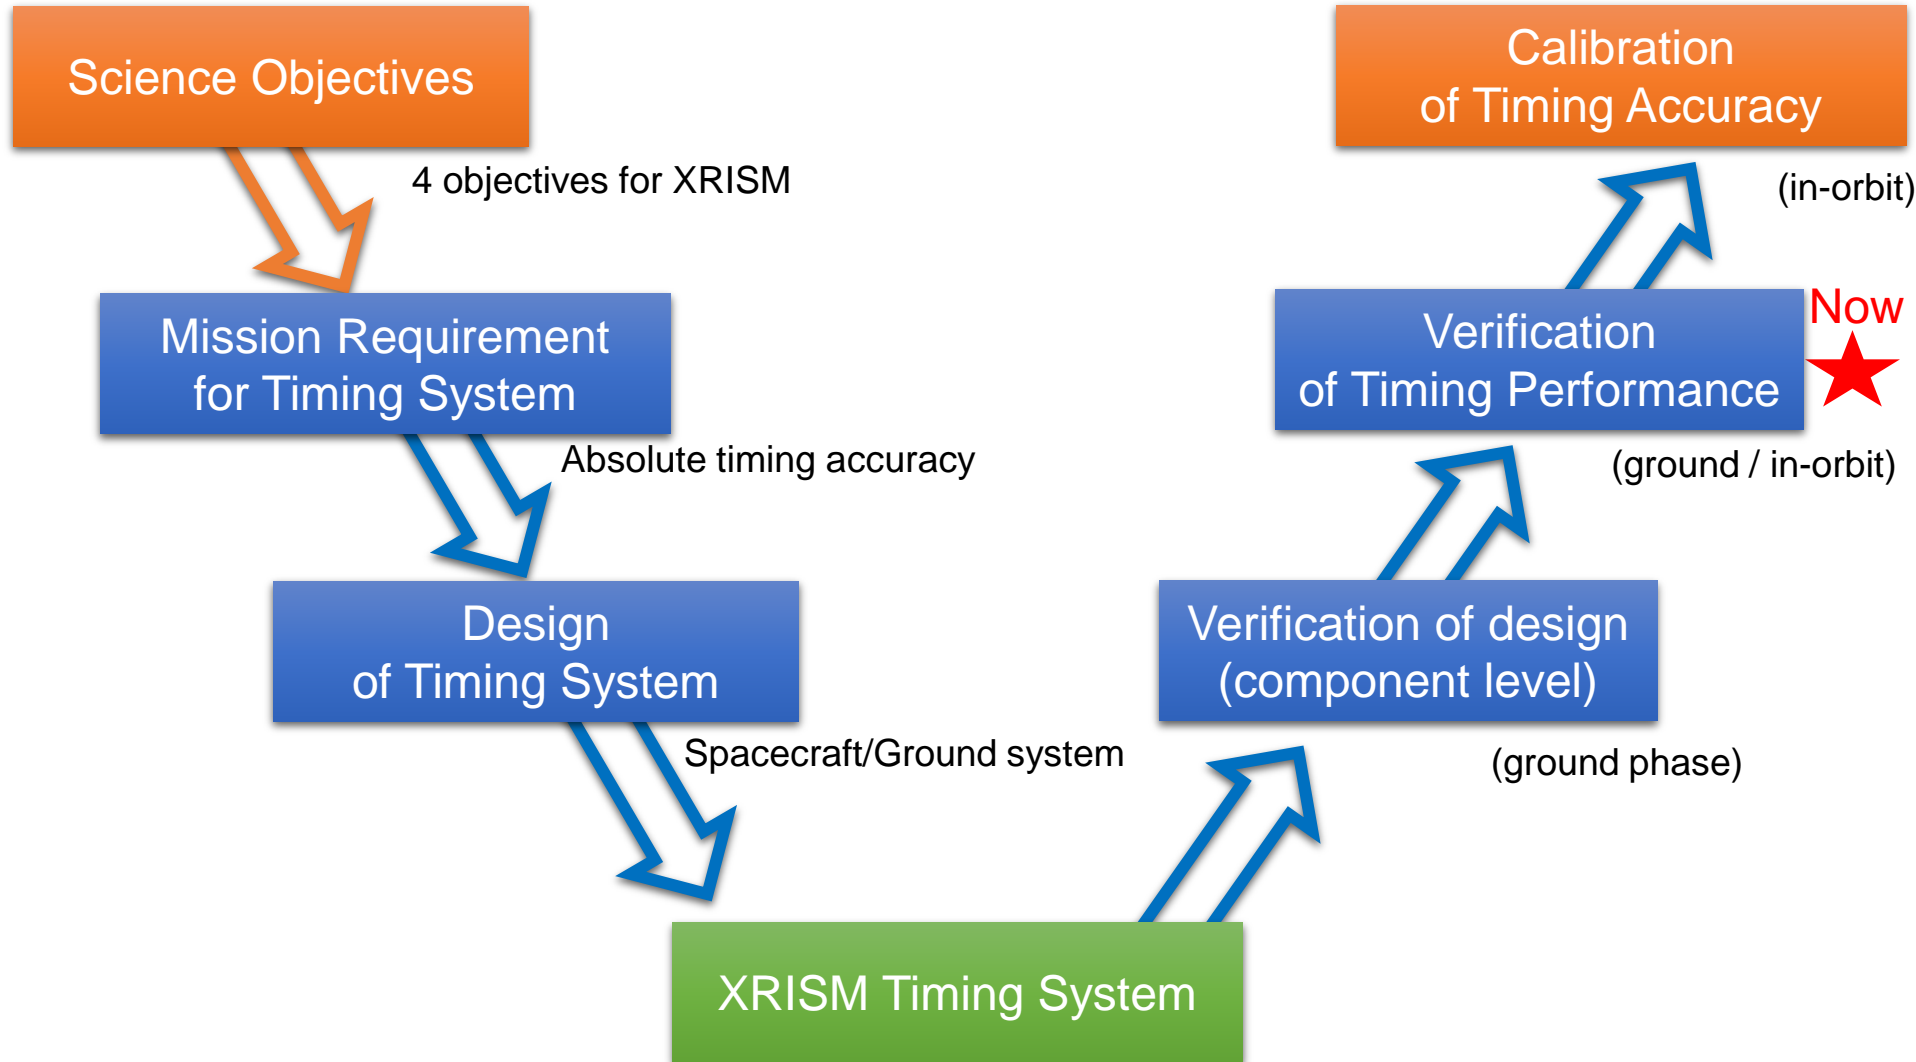 Science Objectives
4 objectives for XRISM
Mission Requirement
for Timing System
Absolute timing accuracy
Design
of Timing System
Spacecraft/Ground system
XRISM Timing System
Verification of design
(component level)
(ground phase)
Verification
of Timing Performance
Now
(ground / in-orbit)
Calibration
of Timing Accuracy
(in-orbit)